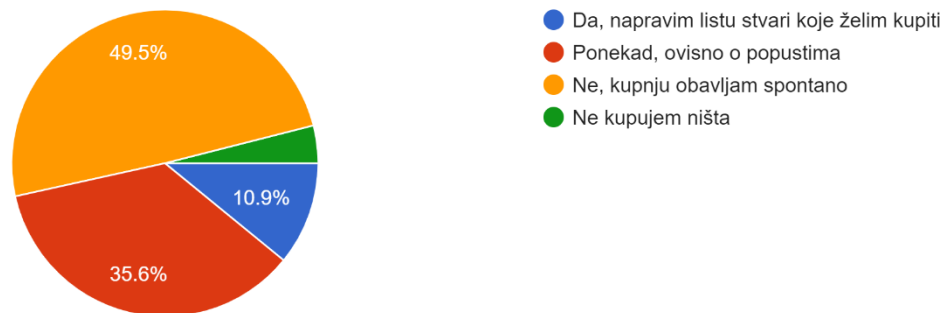 49.5%
10.9%
35.6%
Da, napravim listu stvari koje želim kupiti
Ponekad, ovisno o popustima
Ne, kupnju obavljam spontano
Ne kupujem ništa